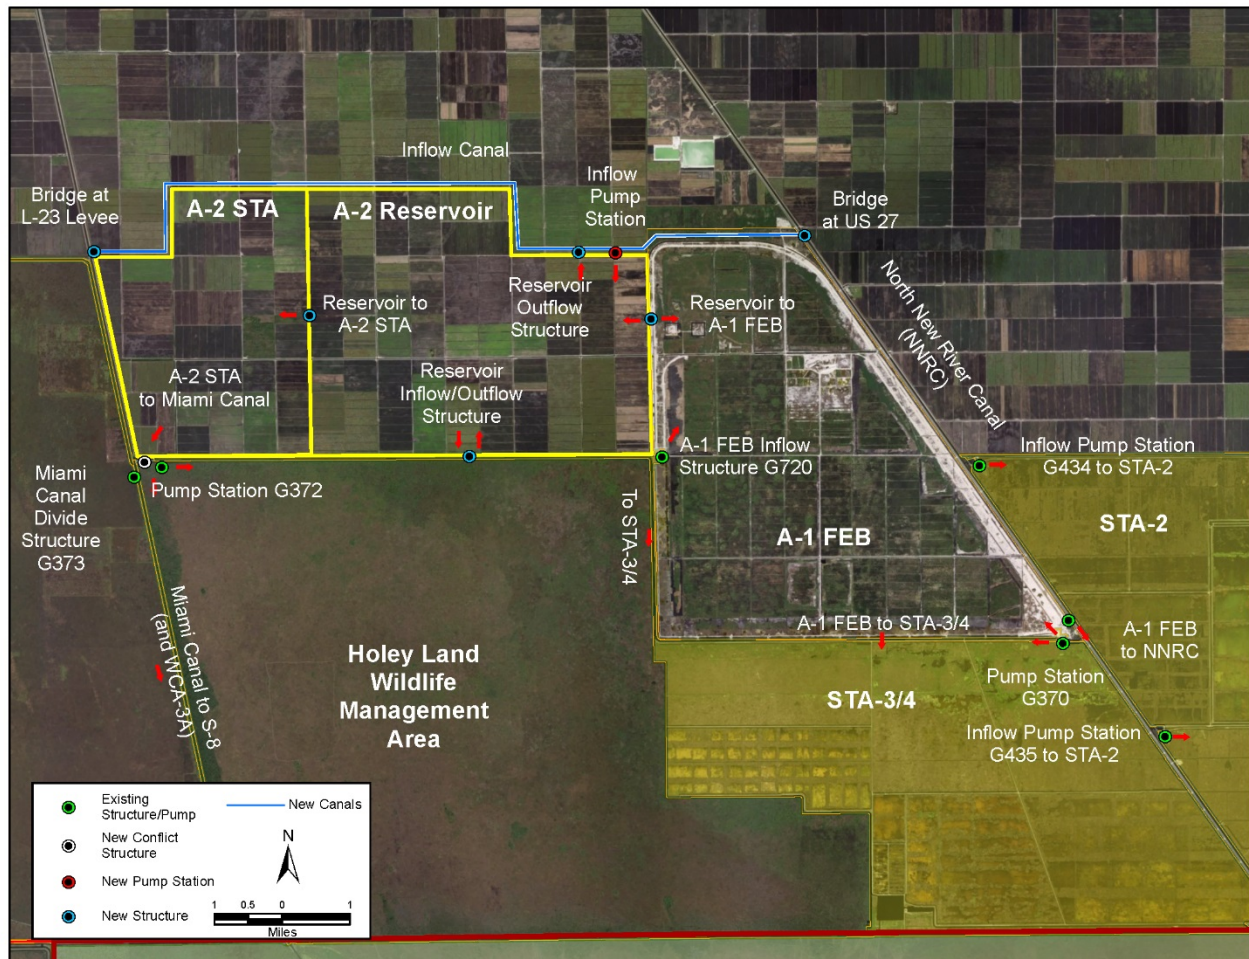 Inflow Canal
Inflow
Pump
Station
Bridge at
L-23 Levee
A-2 STA
A-2 Reservoir
Bridge
at US 27
North New River Canal
(NNRC)
Reservoir to
A-2 STA
Reservoir
Outflow
Structure
Reservoir to
A-1 FEB
A-2 STA
to Miami Canal
Reservoir
Inflow/Outflow
Structure
A-1 FEB Inflow
Structure G720
Inflow Pump Station
G434 to STA-2
Miami
Canal
Divide
Structure
G373
Pump Station G372
To STA-3/4
A-1 FEB
STA-2
Miami Canal to S-8
(and WCA-3A)
A-1 FEB to STA-3/4
A-1 FEB
to NNRC
Holey Land
Wildlife
Management
Area
STA-3/4
Pump Station
G370
Inflow Pump Station
G435 to STA-2
Existing
Structure/Pump
New Canals
New Conflict
Structure
N
New Pump Station
New Structure
1 0.5 0 1
Miles